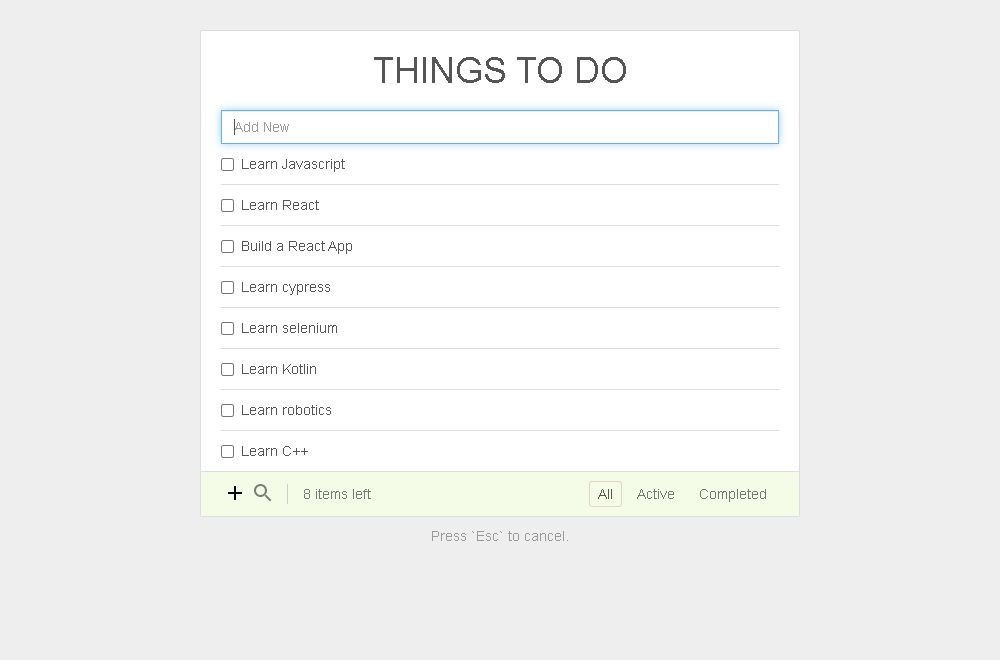 THINGS TO DO
Add New
Learn Javascript
Learn React
Build a React App
Learn cypress
Learn selenium
Learn Kotlin
Learn robotics
Learn C++
8 items left All Active Completed
Press `Esc` to cancel.